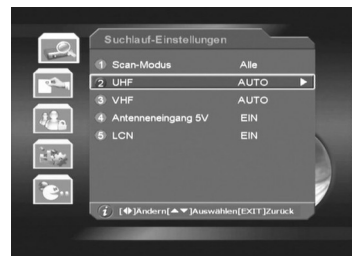 Suchlauf-Einstellungen
1 Scan-Modus Alle
2 UHF AUTO
3 VHF AUTO
4 Antenneneingang 5V EIN
5 LCN EIN
[◀▶]Ändern[▲▼]Auswählen[EXIT]Zurück